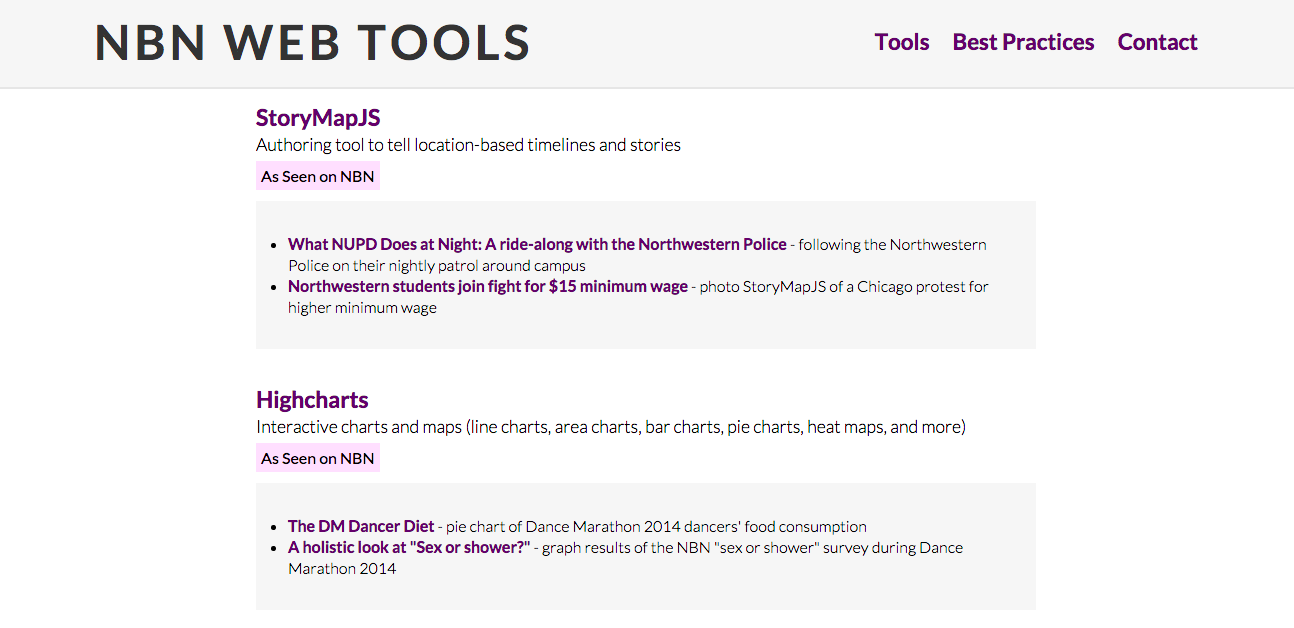 NBN WEB TOOLS
Tools Best Practices Contact
StoryMapJS
Authoring tool to tell location-based timelines and stories
As Seen on NBN
What NUPD Does at Night: A ride-along with the Northwestern Police - following the Northwestern
Police on their nightly patrol around campus
Northwestern students join fight for $15 minimum wage - photo StoryMapJS of a Chicago protest for
higher minimum wage
Highcharts
Interactive charts and maps (line charts, area charts, bar charts, pie charts, heat maps, and more)
As Seen on NBN
The DM Dancer Diet - pie chart of Dance Marathon 2014 dancers' food consumption
A holistic look at "Sex or shower?" - graph results of the NBN "sex or shower" survey during Dance
Marathon 2014